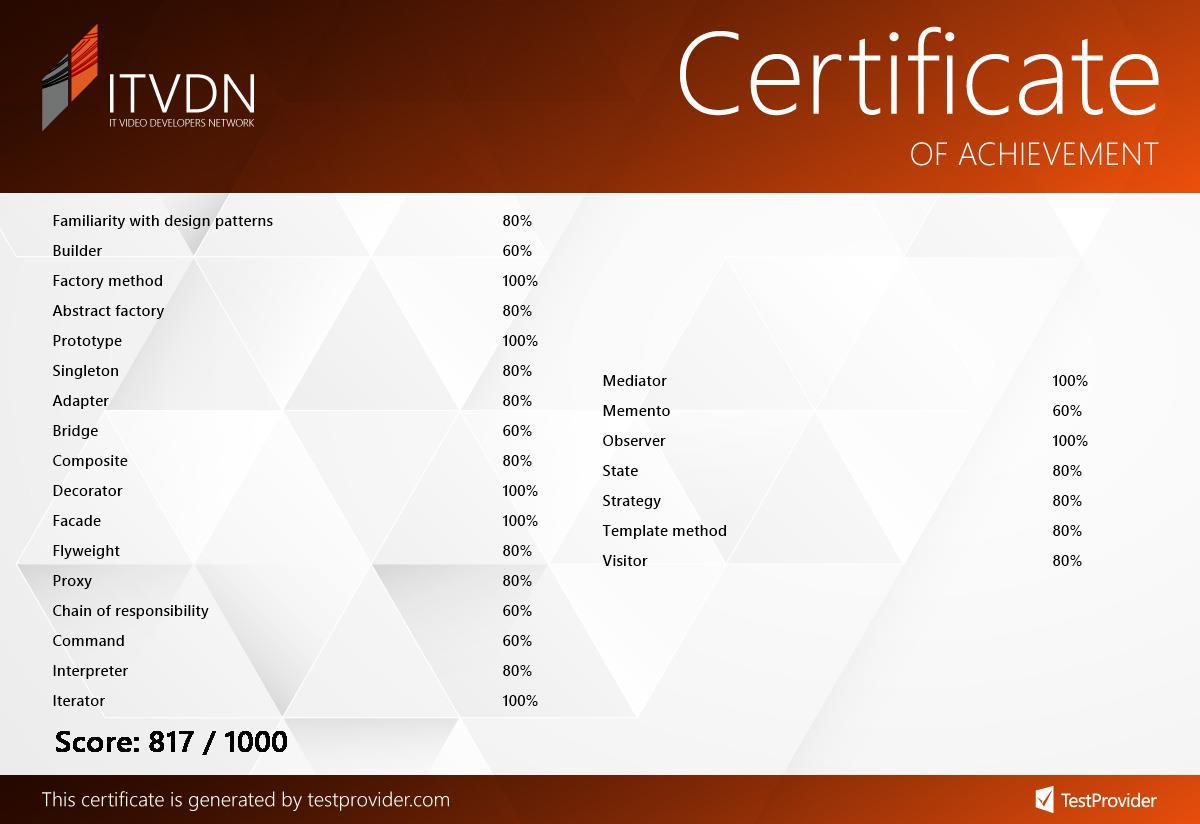 ITVDN
IT VIDEO DEVELOPERS NETWORK
Certificate
OF ACHIEVEMENT
Familiarity with design patterns 80%
Builder 60%
Factory method 100%
Abstract factory 80%
Prototype 100%
Singleton 80%
Adapter 80%
Bridge 60%
Composite 80%
Decorator 100%
Facade 100%
Flyweight 80%
Proxy 80%
Chain of responsibility 60%
Command 60%
Interpreter 80%
Iterator 100%
Mediator 100%
Memento 60%
Observer 100%
State 80%
Strategy 80%
Template method 80%
Visitor 80%
Score: 817 / 1000
This certificate is generated by testprovider.com
TestProvider